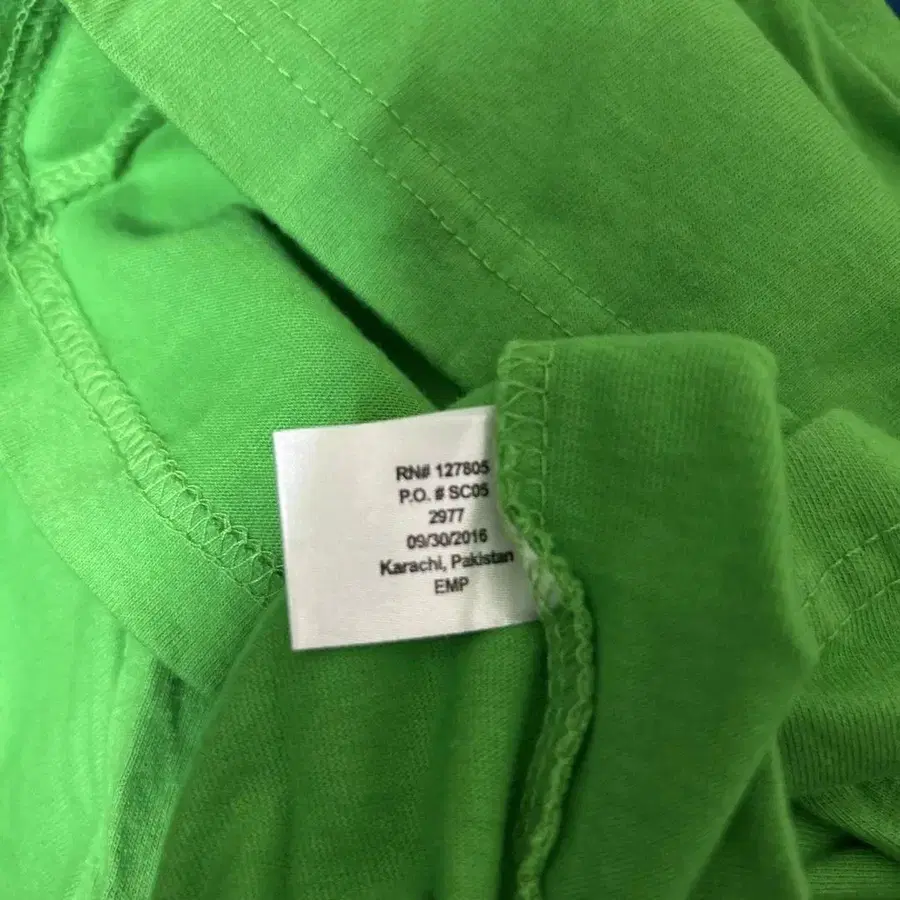 RN# 127805
P.O. # SC05
2977
09/30/2016
Karachi, Pakistan
EMP